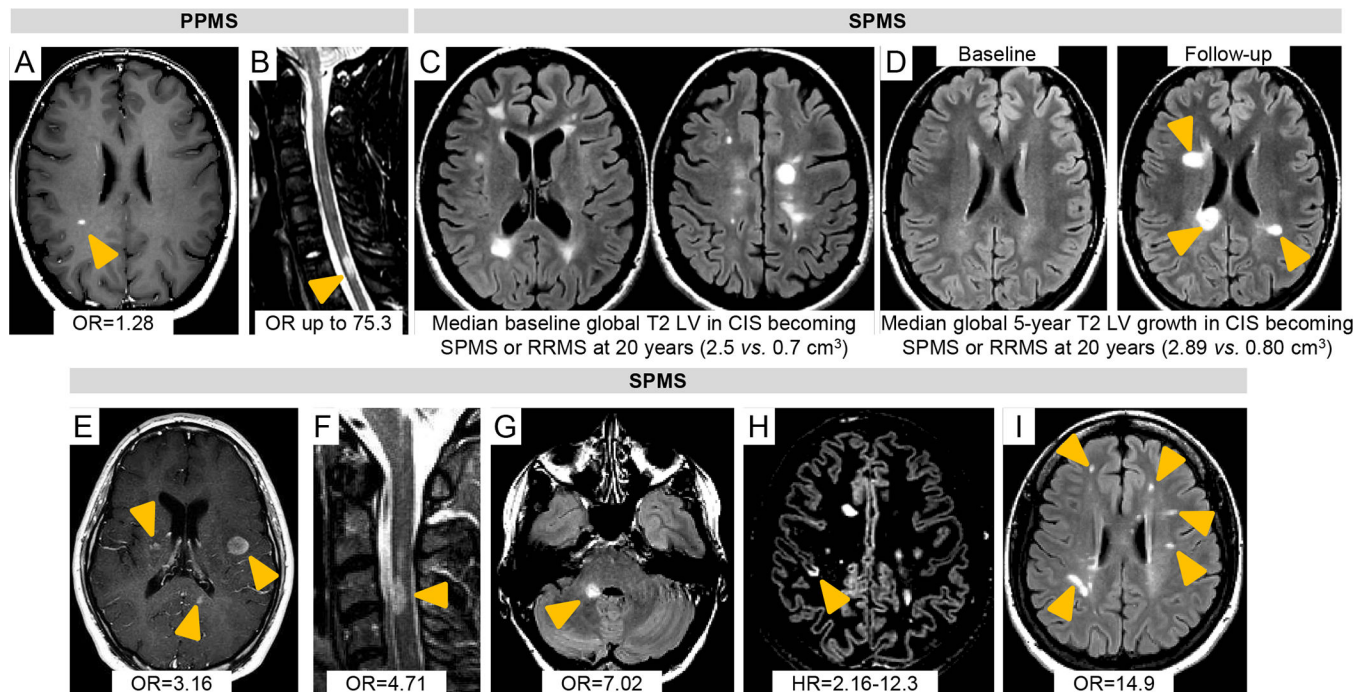 PPMS
SPMS
A
B
C
D
Baseline
Follow-up
OR=1.28
OR up to 75.3
Median baseline global T2 LV in CIS becoming
SPMS or RRMS at 20 years (2.5 vs. 0.7 cm³)
Median global 5-year T2 LV growth in CIS becoming
SPMS or RRMS at 20 years (2.89 vs. 0.80 cm³)
SPMS
E
F
G
H
I
OR=3.16
OR=4.71
OR=7.02
HR=2.16-12.3
OR=14.9